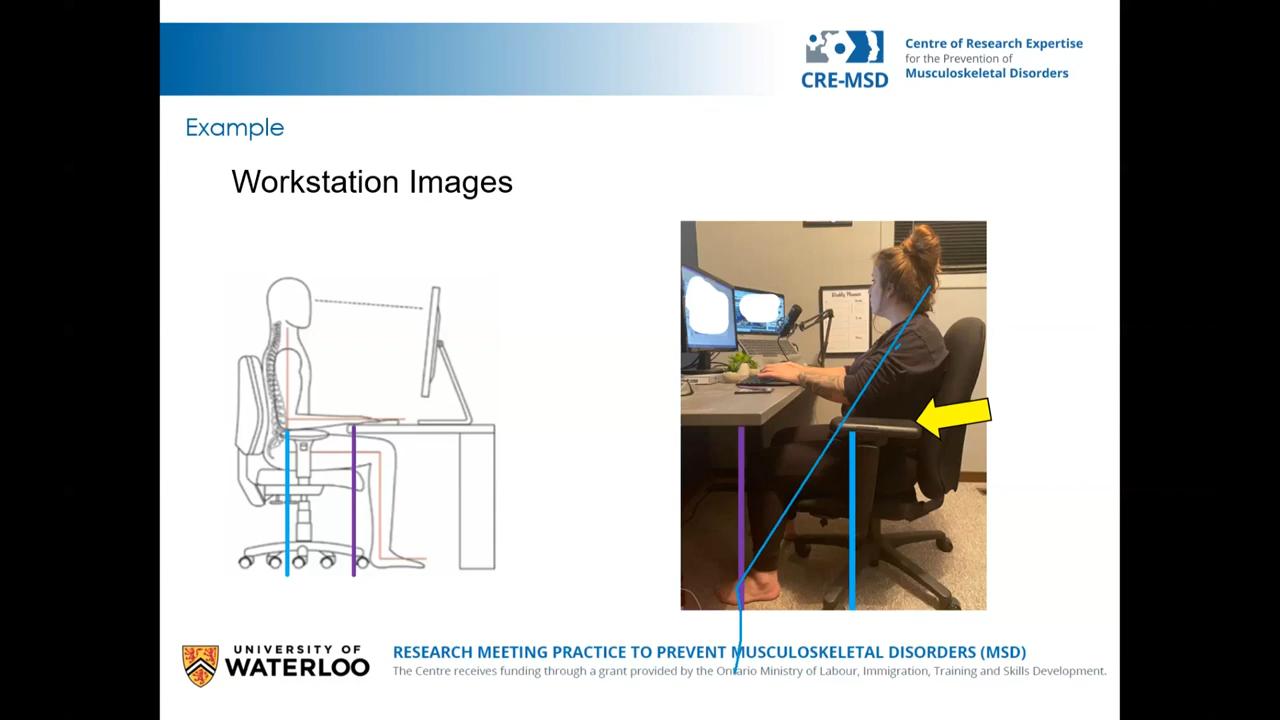 Centre of Research Expertise
for the Prevention of
Musculoskeletal Disorders
CRE-MSD
Example
Workstation Images
Weekly Planner
UNIVERSITY OF
WATERLOO
RESEARCH MEETING PRACTICE TO PREVENT MUSCULOSKELETAL DISORDERS (MSD)
The Centre receives funding through a grant provided by the Ontario Ministry of Labour, Immigration, Training and Skills Development.